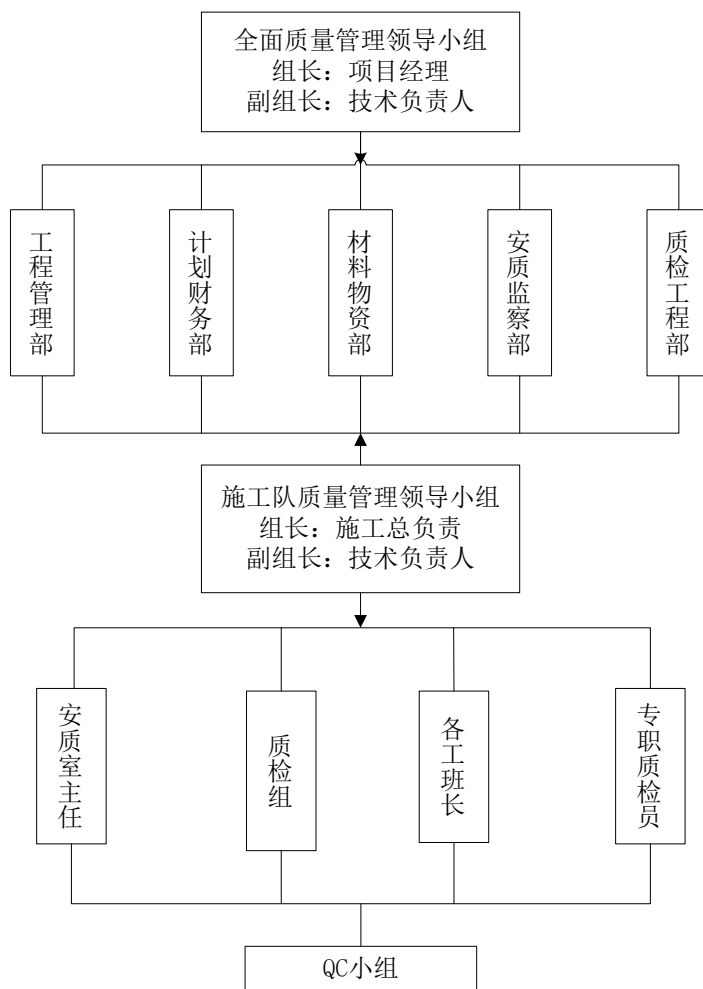 全面质量管理领导小组
组长：项目经理
副组长：技术负责人
工程管理部
计划财务部
材料物资部
安质监察部
质检工程部
施工队质量管理领导小组
组长：施工总负责
副组长：技术负责人
安质室主任
质检组
各工班长
专职质检员
QC小组